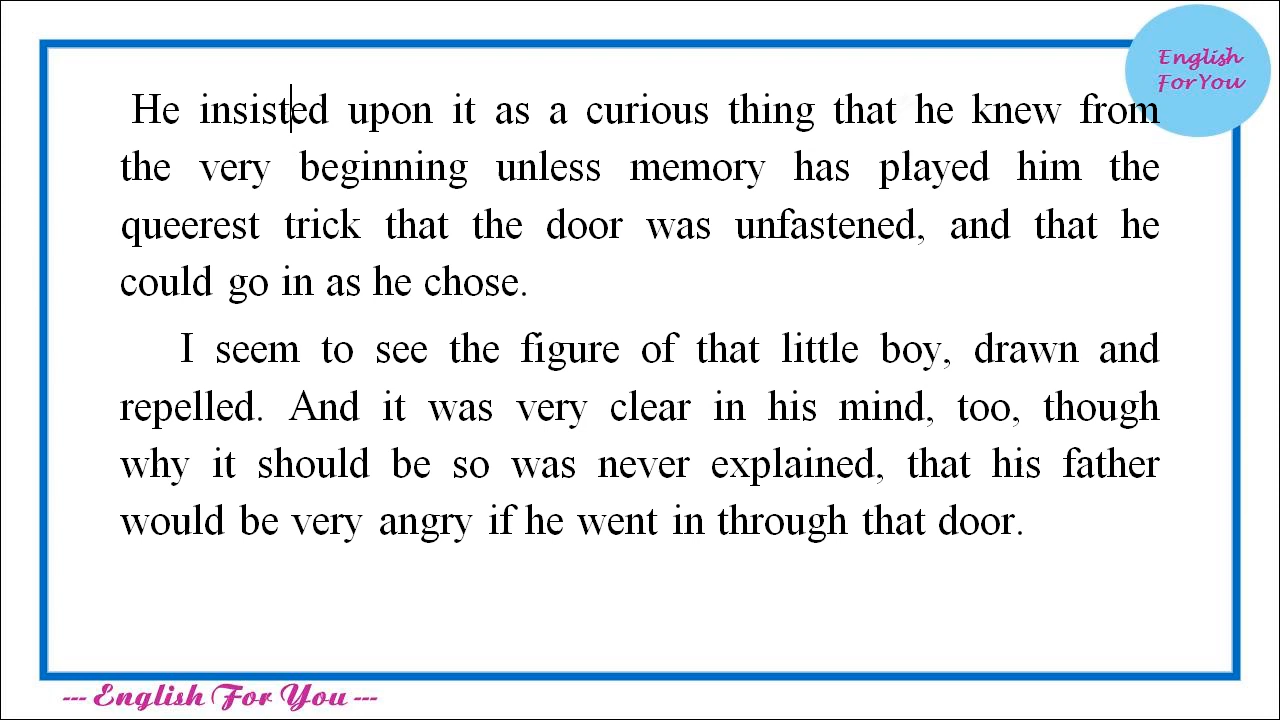 English
ForYou
He insisted upon it as a curious thing that he knew from
the very beginning unless memory has played him the
queerest trick that the door was unfastened, and that he
could go in as he chose.
I seem to see the figure of that little boy, drawn and
repelled. And it was very clear in his mind, too, though
why it should be so was never explained, that his father
would be very angry if he went in through that door.
--- English For You ---